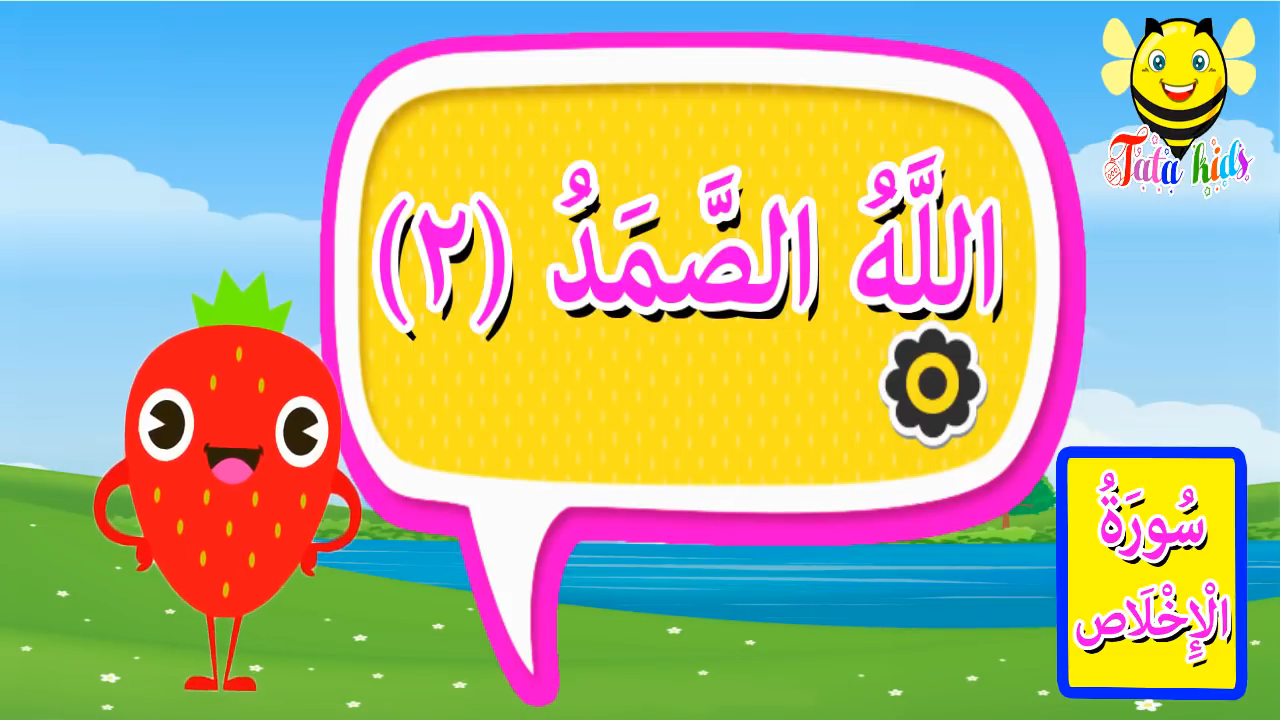 اللَّهُ الصَّمَدُ (٢)
Tata kids
سُورَةُ
الْإِخْلَاص